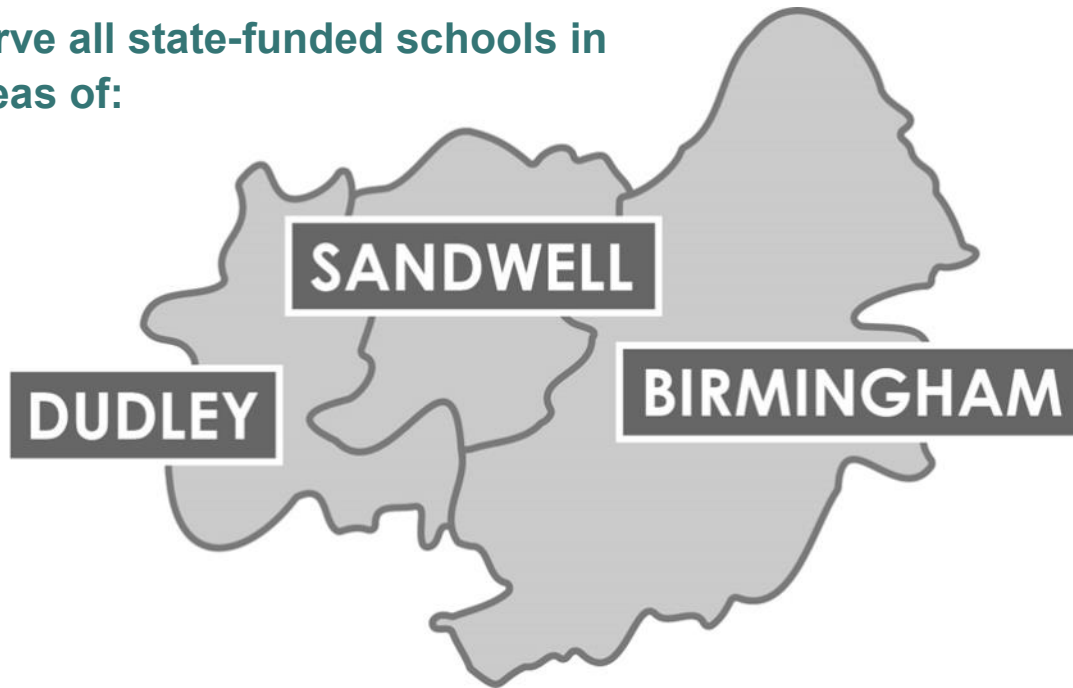 rve all state-funded schools in
eas of:
SANDWELL
DUDLEY
BIRMINGHAM